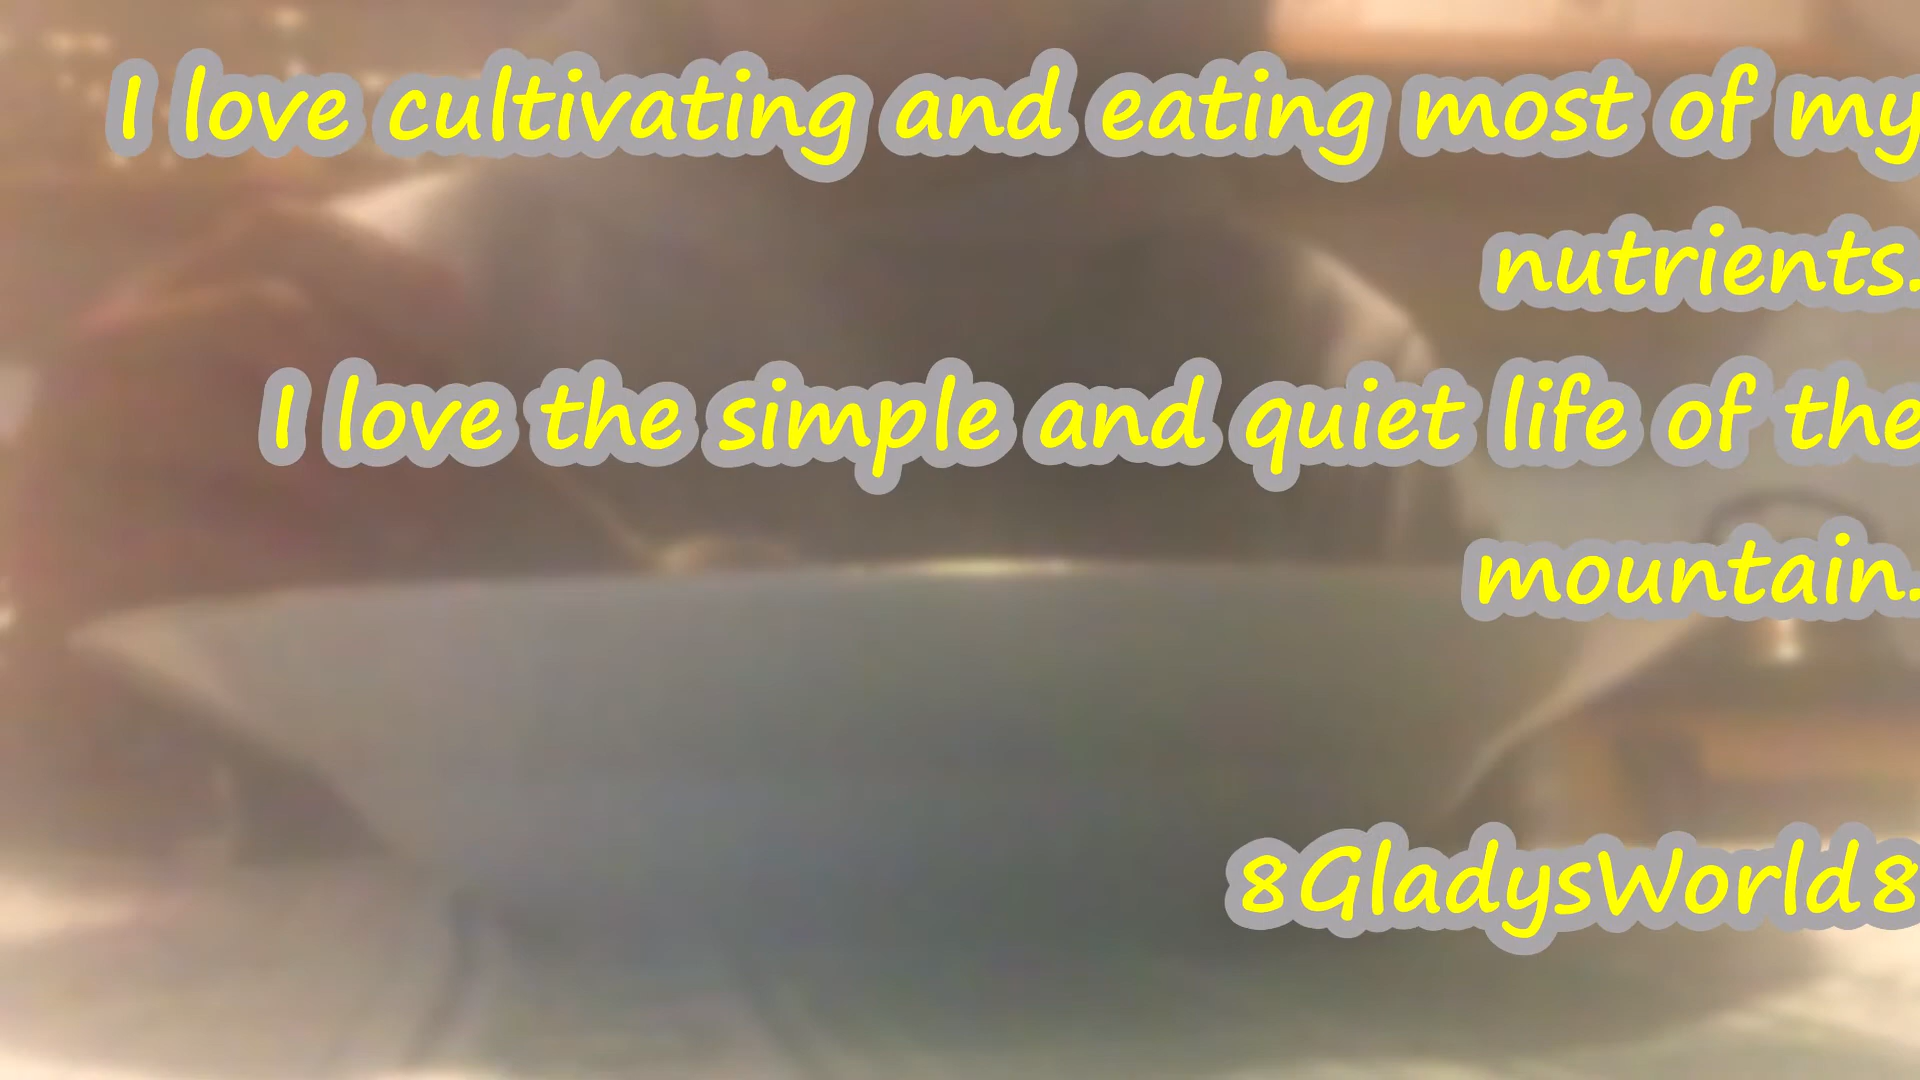 I love cultivating and eating most of my
nutrients.
I love the simple and quiet life of the
mountain.
8GladysWorld8